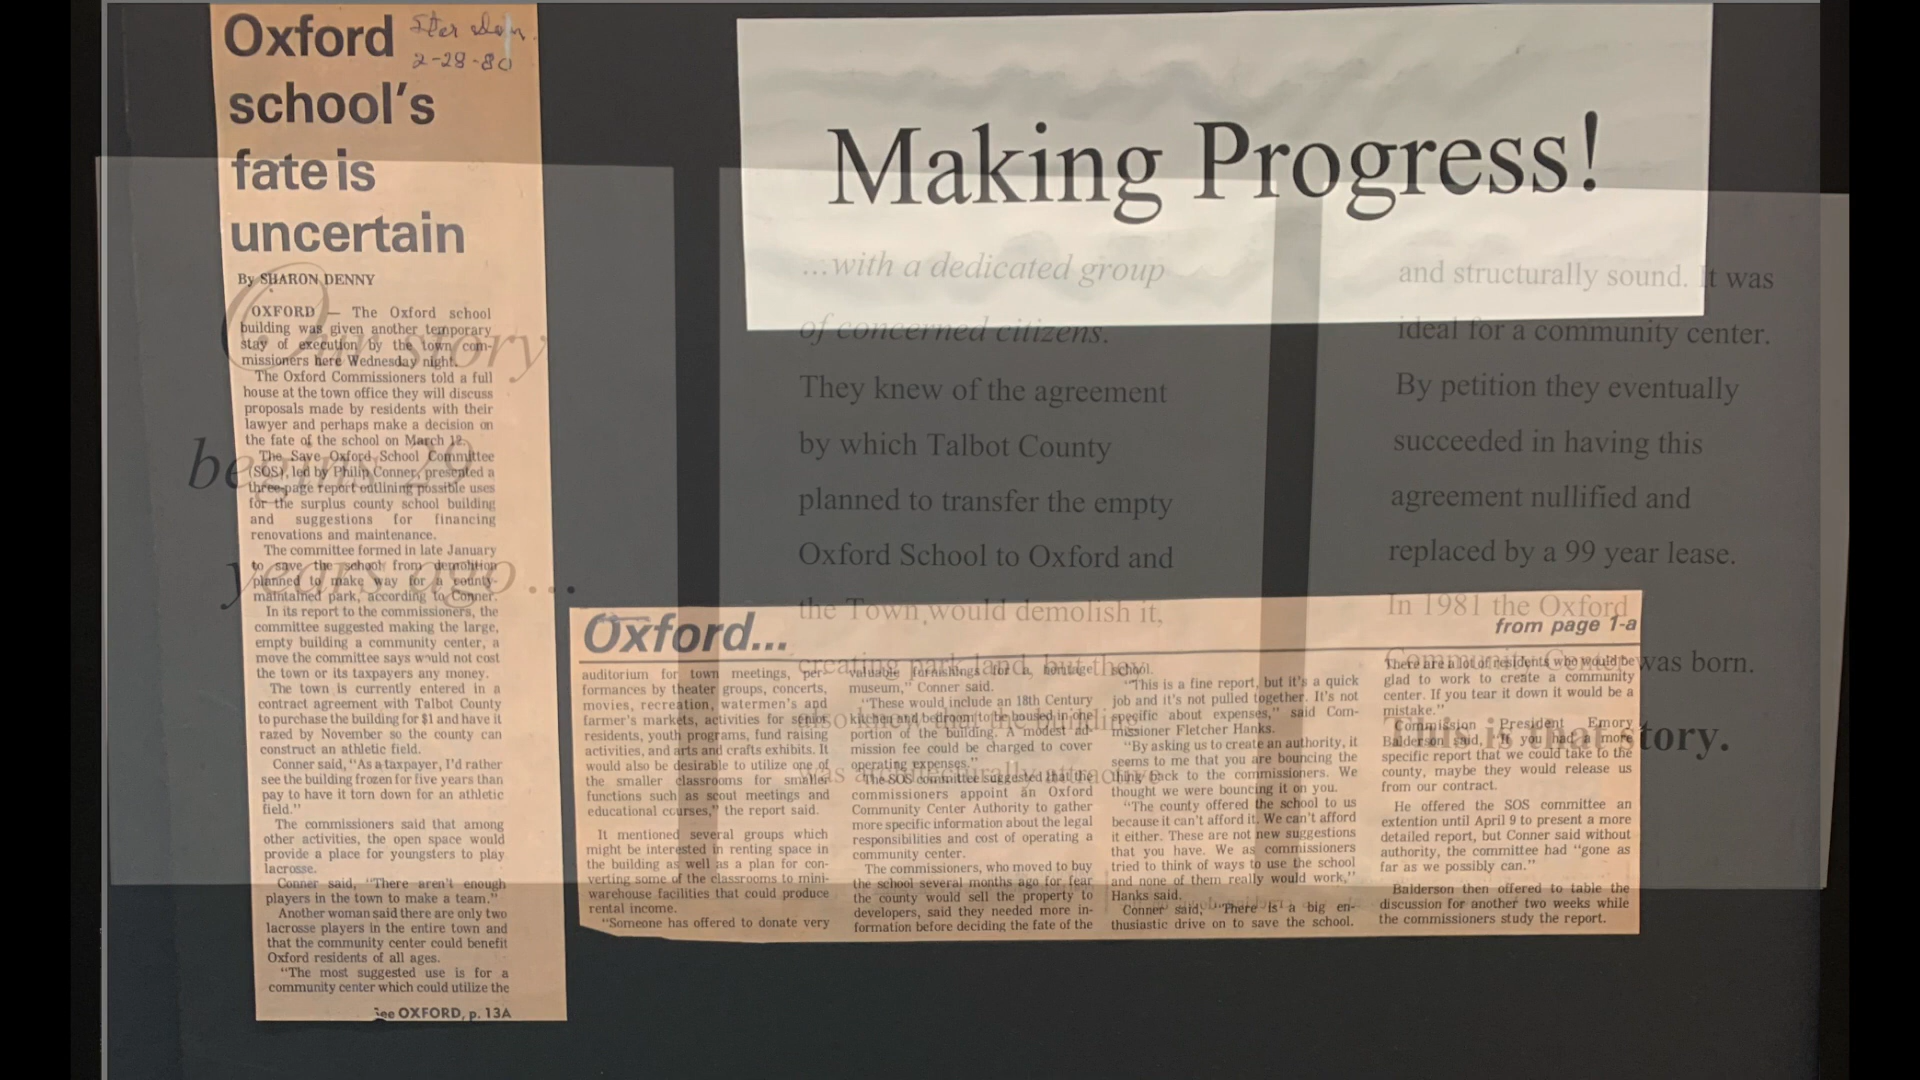 Oxford
2-28-80
school's
fate is
uncertain
By SHARON DENNY
OXFORD — The Oxford school
building was given another temporary
stay of execution by the town com-
missioners here Wednesday night.
The Oxford Commissioners told a full
house at the town office they will discuss
proposals made by residents with their
lawyer and perhaps make a decision on
the fate of the school on March 12.
The Save Oxford School Committee
(SOS), led by Philip Conner, presented a
three-page report outlining possible uses
for the surplus county school building
and suggestions for financing
renovations and maintenance.
The committee formed in late January
to save the school from demolition
planned to make way for a county-
maintained park, according to Conner.
In its report to the commissioners, the
committee suggested making the large,
empty building a community center, a
move the committee says would not cost
the town or its taxpayers any money.
The town is currently entered in a
contract agreement with Talbot County
to purchase the building for $1 and have it
razed by November so the county can
construct an athletic field.
Conner said, "As a taxpayer, I'd rather
see the building frozen for five years than
pay to have it torn down for an athletic
field."
The commissioners said that among
other activities, the open space would
provide a place for youngsters to play
lacrosse.
Conner said, "There aren't enough
players in the town to make a team."
Another woman said there are only two
lacrosse players in the entire town and
that the community center could benefit
Oxford residents of all ages.
"The most suggested use is for a
community center which could utilize the
See OXFORD, p. 13A
Making Progress!
Oxford...
from page 1-a
auditorium for town meetings, per-
formances by theater groups, concerts,
movies, recreation, watermen's and
farmer's markets, activities for senior
residents, youth programs, fund raising
activities, and arts and crafts exhibits. It
would also be desirable to utilize one of
the smaller classrooms for smaller
functions such as scout meetings and
educational courses," the report said.
It mentioned several groups which
might be interested in renting space in
the building as well as a plan for con-
verting some of the classrooms to mini-
warehouse facilities that could produce
rental income.
"Someone has offered to donate very
valuable furnishings for a heritage
museum," Conner said.
"These would include an 18th Century
kitchen and bedroom to be housed in one
portion of the building. A modest ad-
mission fee could be charged to cover
operating expenses."
The SOS committee suggested that the
commissioners appoint an Oxford
Community Center Authority to gather
more specific information about the legal
responsibilities and cost of operating a
community center.
The commissioners, who moved to buy
the school several months ago for fear
the county would sell the property to
developers, said they needed more in-
formation before deciding the fate of the
school.
"This is a fine report, but it's a quick
job and it's not pulled together. It's not
specific about expenses," said Com-
missioner Fletcher Hanks.
"By asking us to create an authority, it
seems to me that you are bouncing the
think back to the commissioners. We
thought we were bouncing it on you.
"The county offered the school to us
because it can't afford it. We can't afford
it either. These are not new suggestions
that you have. We as commissioners
tried to think of ways to use the school
and none of them really would work,"
Hanks said.
Conner said, "There is a big en-
thusiastic drive on to save the school.
There are a lot of residents who would be
glad to work to create a community
center. If you tear it down it would be a
mistake."
Commission President Emory
Balderson said, "If you had a more
specific report that we could take to the
county, maybe they would release us
from our contract.
He offered the SOS committee an
extention until April 9 to present a more
detailed report, but Conner said without
authority, the committee had "gone as
far as we possibly can."
Balderson then offered to table the
discussion for another two weeks while
the commissioners study the report.
Our story
begins 29
years ago...
...with a dedicated group
of concerned citizens.
They knew of the agreement
by which Talbot County
planned to transfer the empty
Oxford School to Oxford and
the Town would demolish it,
creating park land, but they
also knew that the building
was architecturally attractive
and structurally sound. It was
ideal for a community center.
By petition they eventually
succeeded in having this
agreement nullified and
replaced by a 99 year lease.
In 1981 the Oxford
Community Center was born.
This is that story.